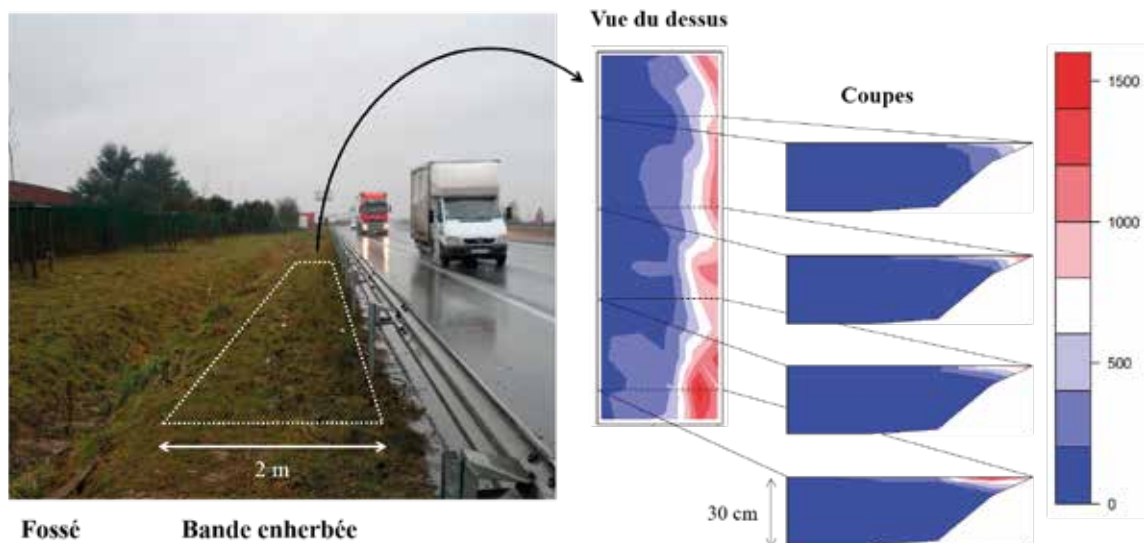 Vue du dessus
Coupes
1500
1000
500
0
2 m
30 cm
Fossé
Bande enherbée